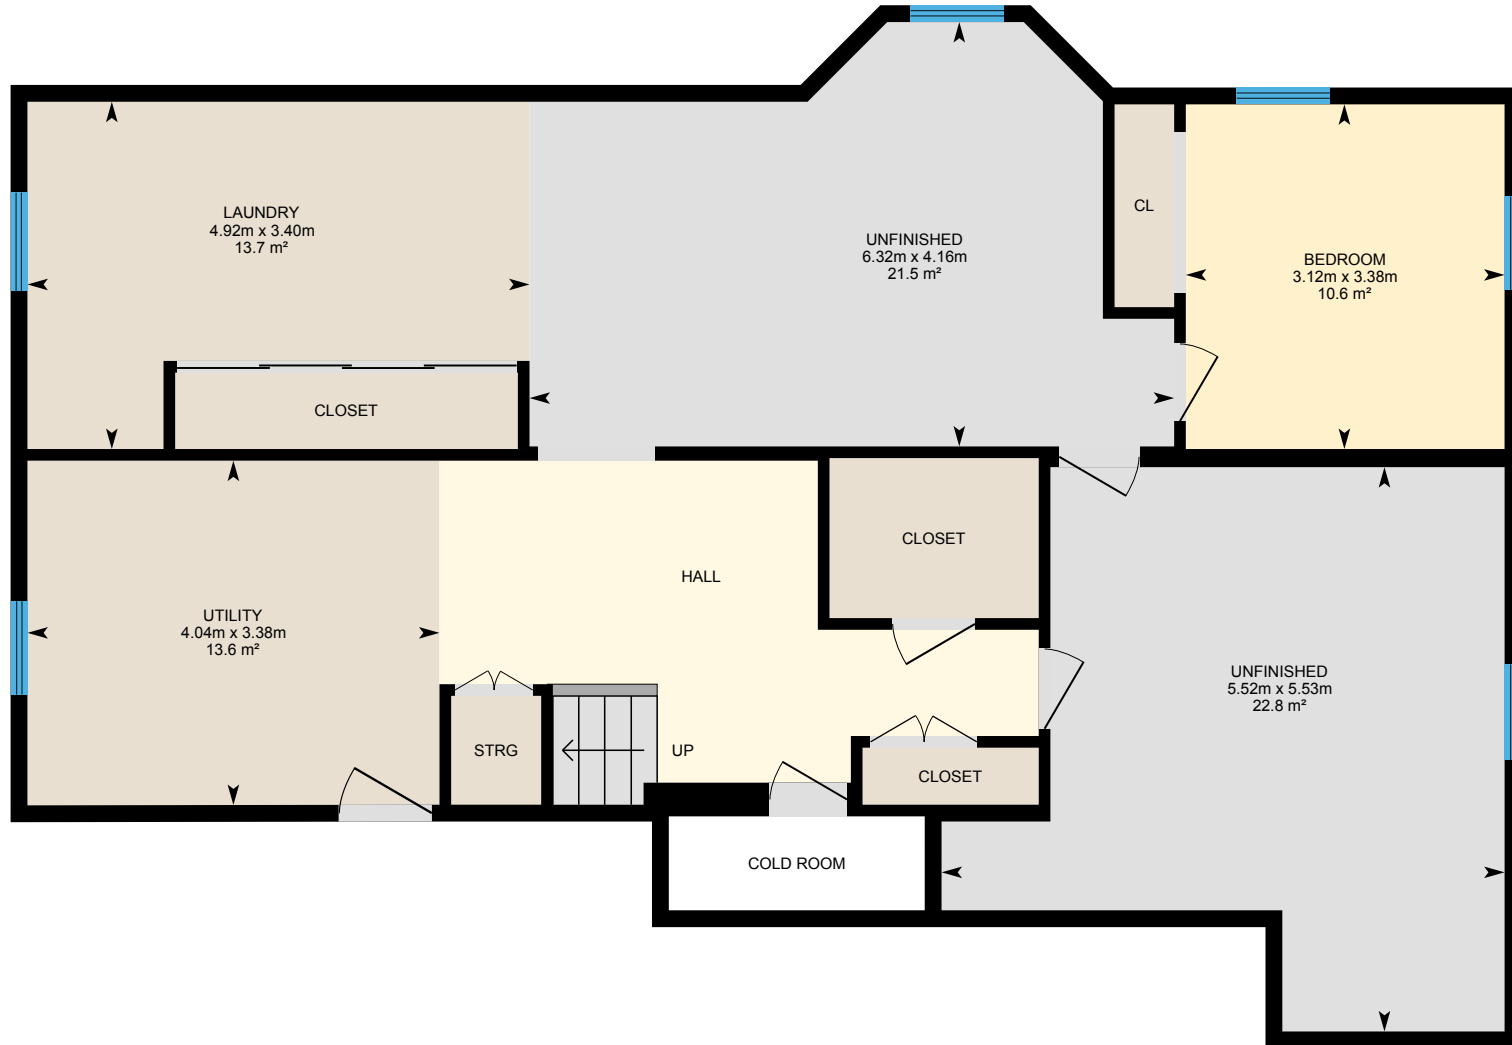 LAUNDRY
4.92m x 3.40m
13.7 m²
UNFINISHED
6.32m x 4.16m
21.5 m²
CL
BEDROOM
3.12m x 3.38m
10.6 m²
CLOSET
UTILITY
4.04m x 3.38m
13.6 m²
HALL
CLOSET
UNFINISHED
5.52m x 5.53m
22.8 m²
STRG
UP
CLOSET
COLD ROOM